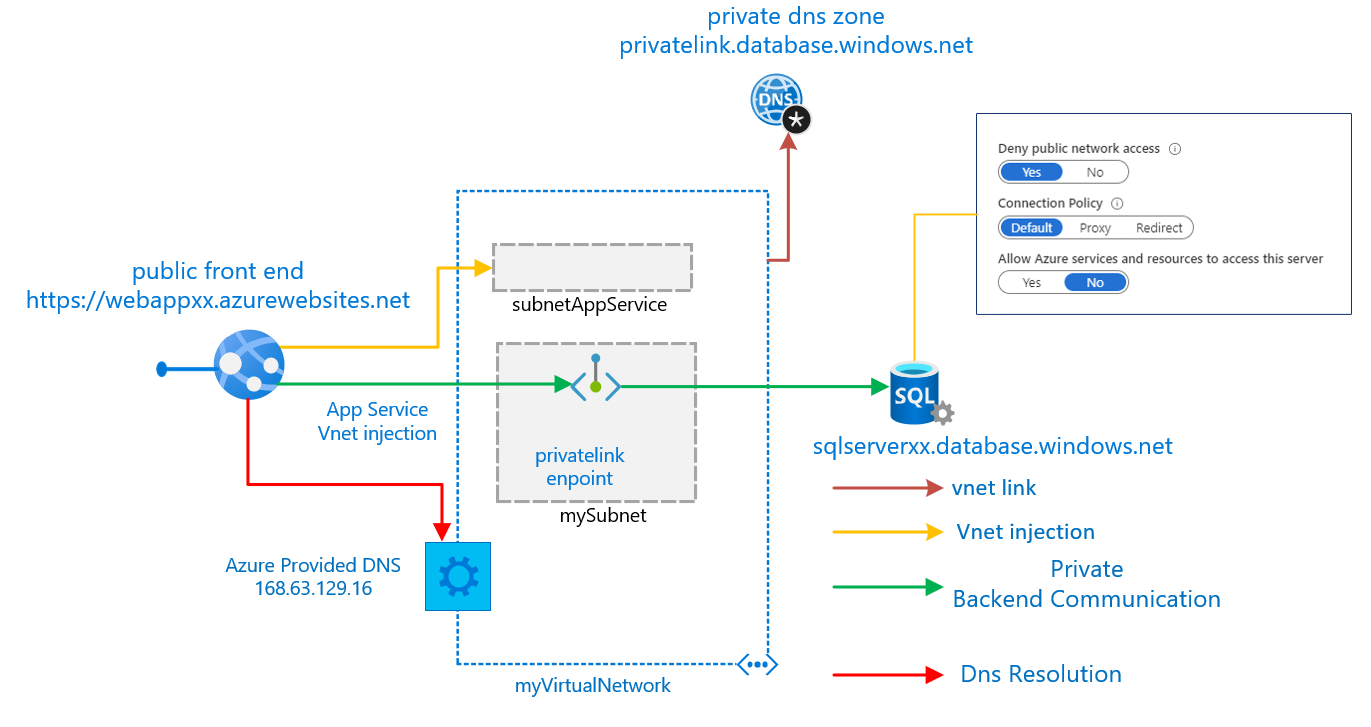 private dns zone
privatelink.database.windows.net
DNS
Deny public network access
Yes No
Connection Policy
Default Proxy Redirect
Allow Azure services and resources to access this server
Yes No
public front end
https://webappxx.azurewebsites.net
subnetAppService
App Service
Vnet injection
privatelink
enpoint
mySubnet
SQL
sqlserverxx.database.windows.net
vnet link
Vnet injection
Private
Backend Communication
Dns Resolution
Azure Provided DNS
168.63.129.16
myVirtualNetwork